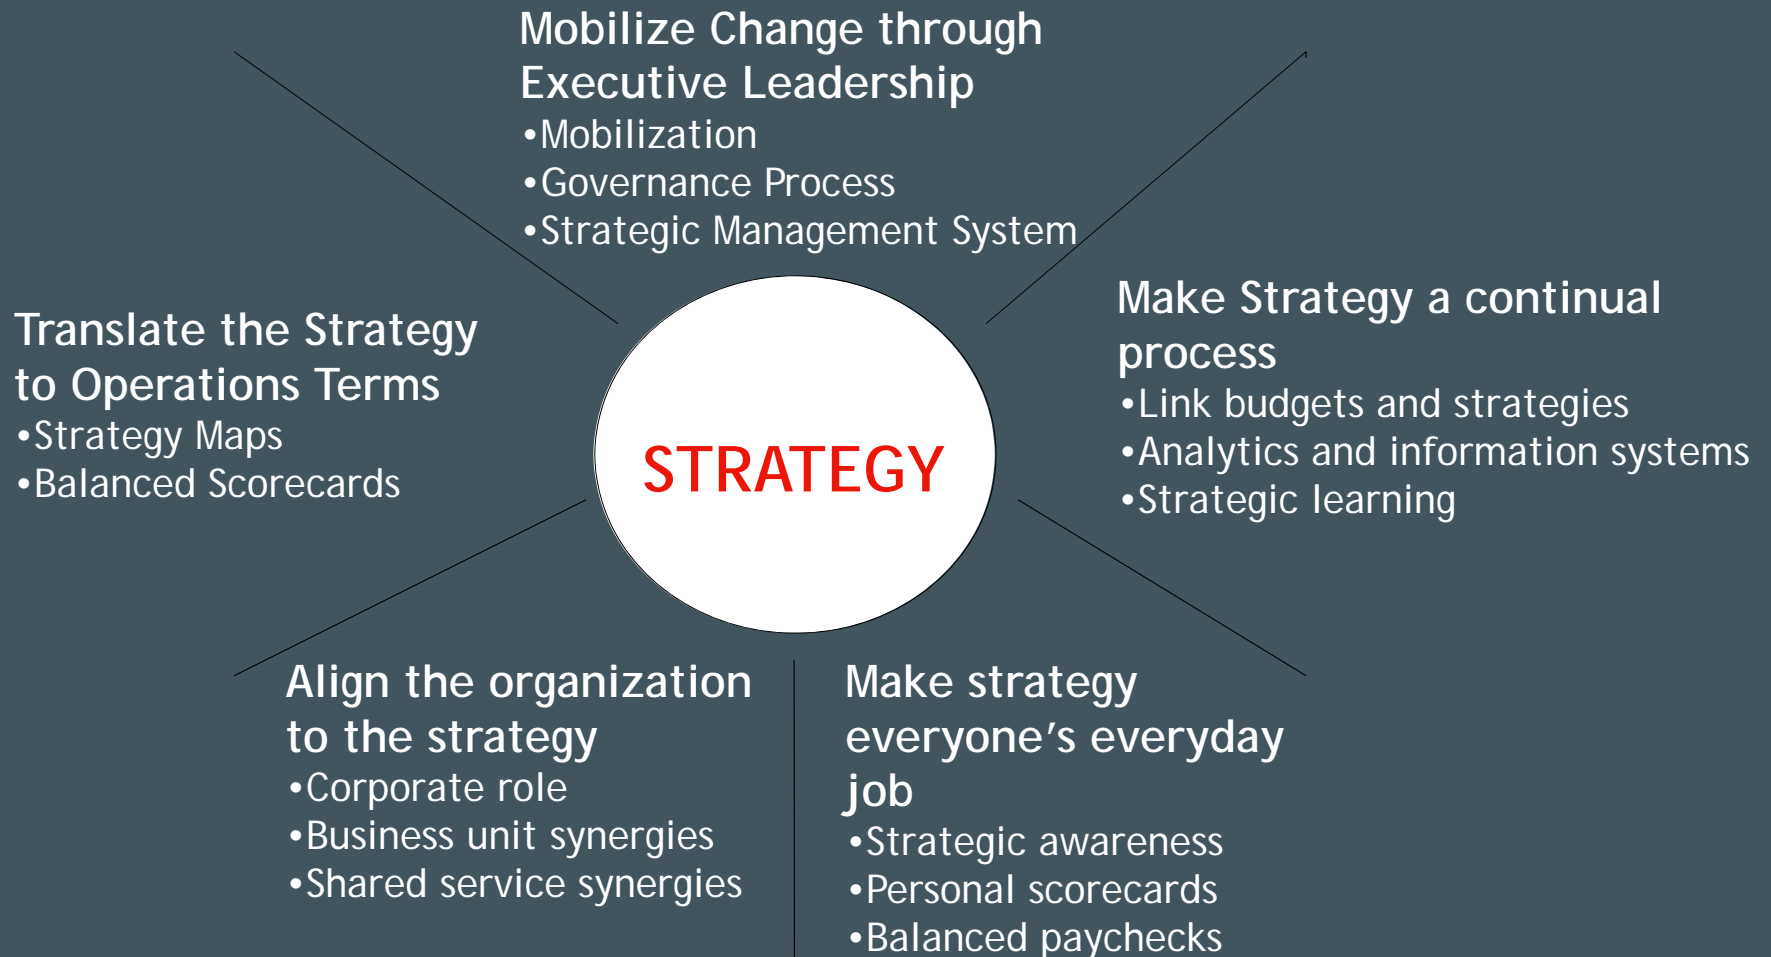 Mobilize Change through
Executive Leadership
•Mobilization
•Governance Process
•Strategic Management System
Translate the Strategy
to Operations Terms
•Strategy Maps
•Balanced Scorecards
STRATEGY
Make Strategy a continual
process
•Link budgets and strategies
•Analytics and information systems
•Strategic learning
Align the organization
to the strategy
•Corporate role
•Business unit synergies
•Shared service synergies
Make strategy
everyone’s everyday
job
•Strategic awareness
•Personal scorecards
•Balanced paychecks